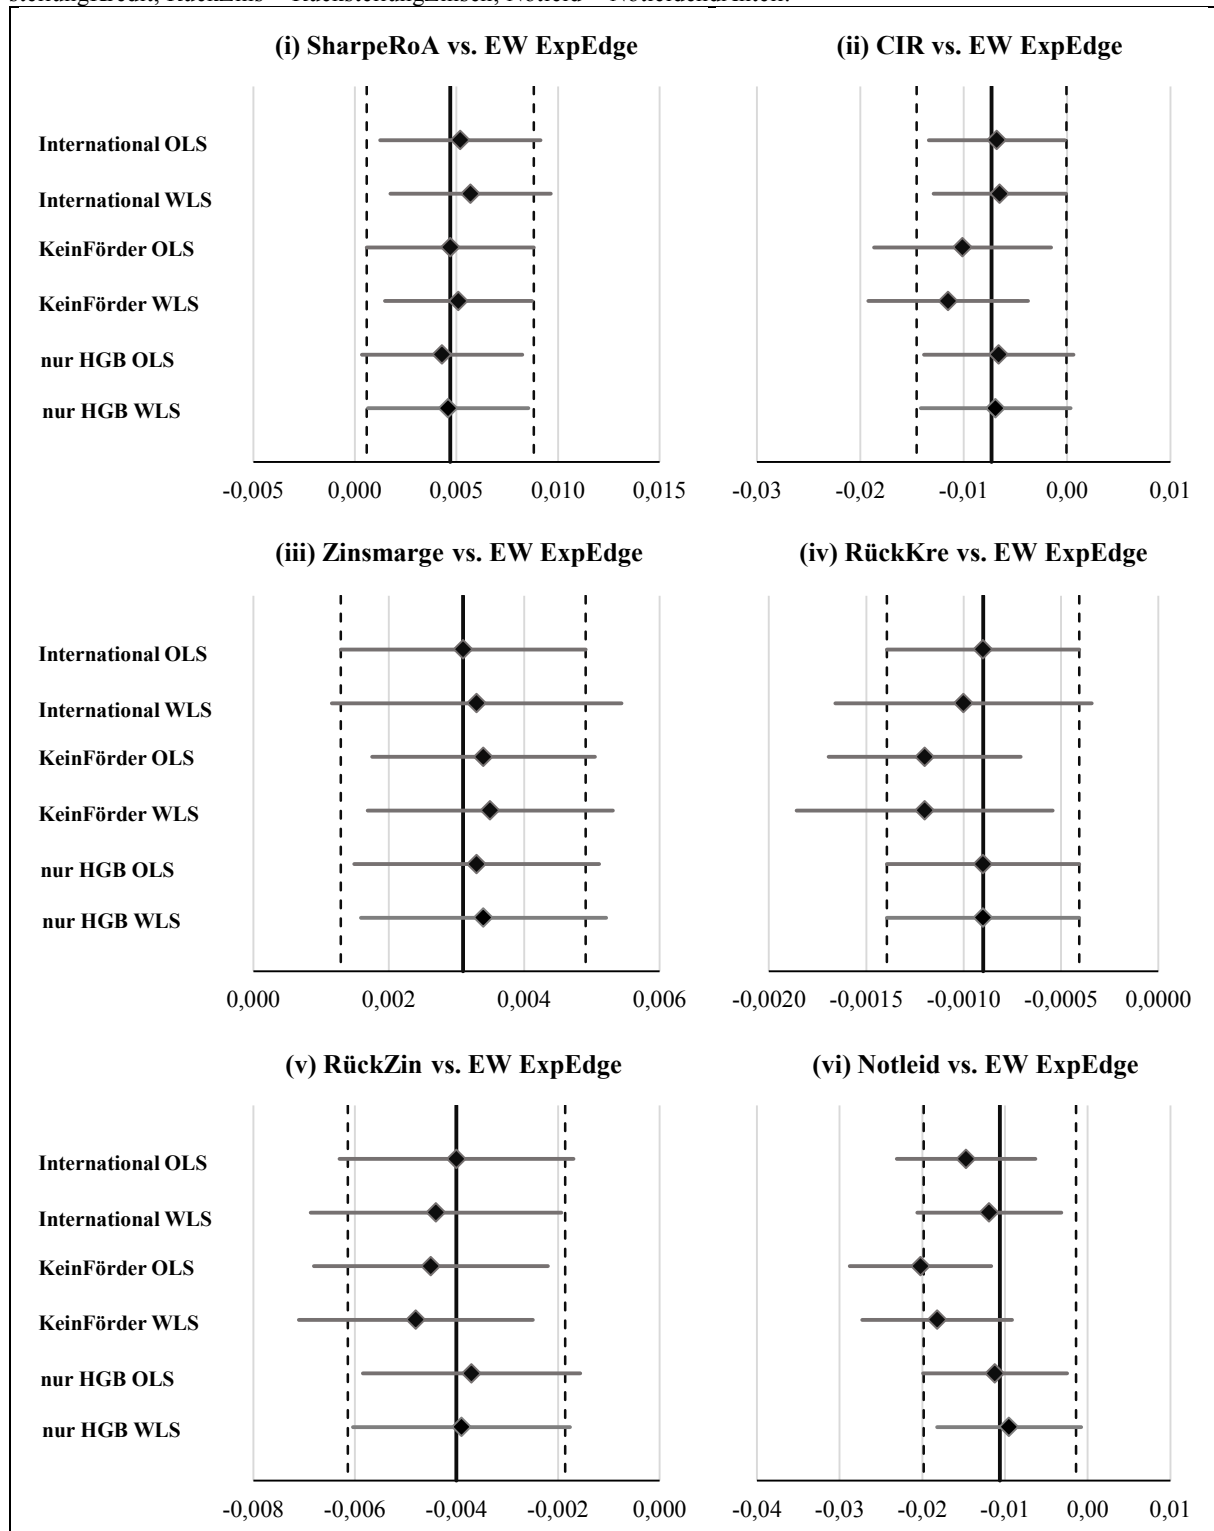 (i) SharpeRoA vs. EW ExpEdge
International OLS
International WLS
KeinFörder OLS
KeinFörder WLS
nur HGB OLS
nur HGB WLS
-0,005 0,000 0,005 0,010 0,015
(ii) CIR vs. EW ExpEdge
-0,03 -0,02 -0,01 0,00 0,01
(iii) Zinsmarge vs. EW ExpEdge
International OLS
International WLS
KeinFörder OLS
KeinFörder WLS
nur HGB OLS
nur HGB WLS
0,000 0,002 0,004 0,006
(iv) RückKre vs. EW ExpEdge
-0,0020 -0,0015 -0,0010 -0,0005 0,0000
(v) RückZin vs. EW ExpEdge
International OLS
International WLS
KeinFörder OLS
KeinFörder WLS
nur HGB OLS
nur HGB WLS
-0,008 -0,006 -0,004 -0,002 0,000
(vi) Notleid vs. EW ExpEdge
-0,04 -0,03 -0,02 -0,01 0,00 0,01